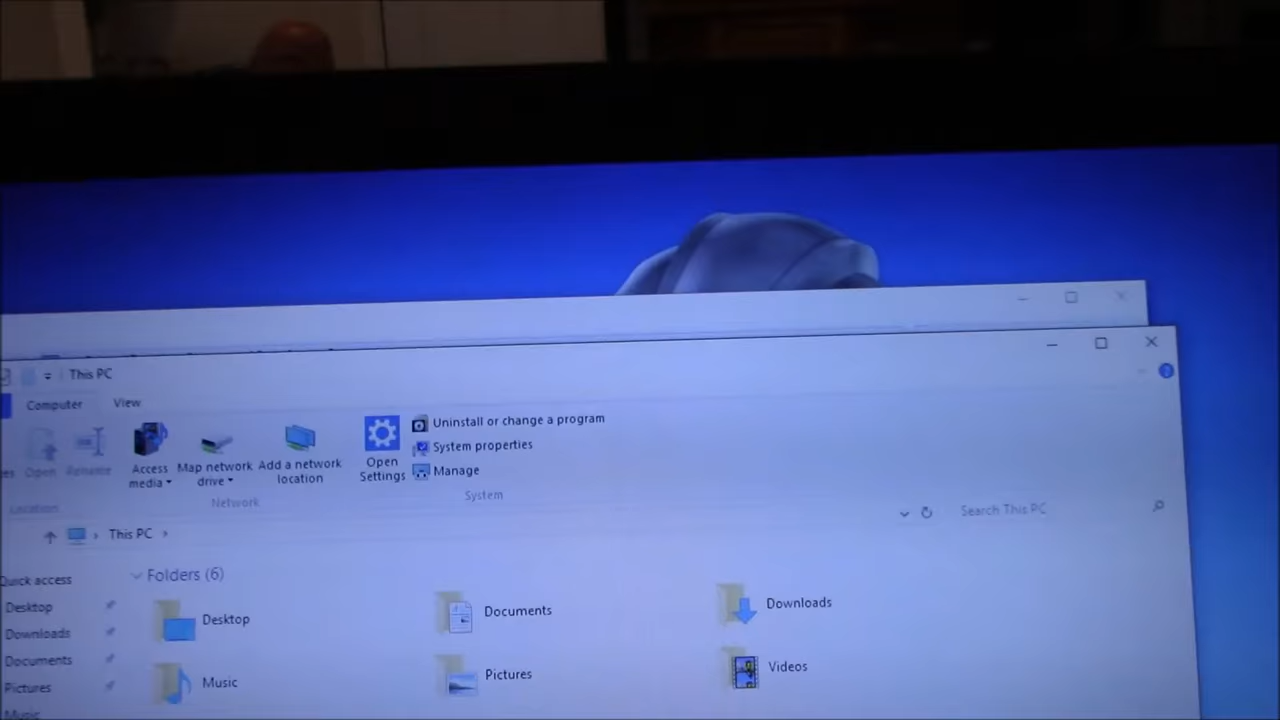 This PC
Computer
View
Open
Rename
Access
media
Map network
drive
Add a network
location
Open
Settings
Uninstall or change a program
System properties
Manage
Location
Network
System
This PC
Search This PC
Quick access
Desktop
Downloads
Documents
Pictures
Music
Folders (6)
Desktop
Documents
Downloads
Music
Pictures
Videos